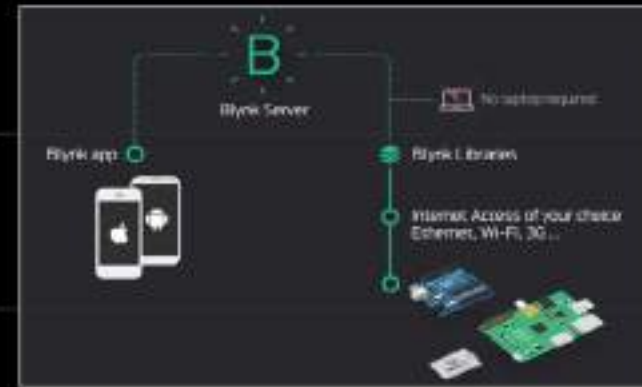 B
Blynk Server
No laptop required
Blynk app
Blynk Libraries
Internet Access of your choice
Ethernet, Wi-Fi, 3G ...